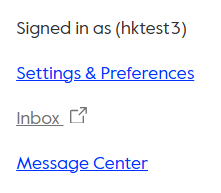 Signed in as (hktest3)
Settings & Preferences
Inbox
Message Center